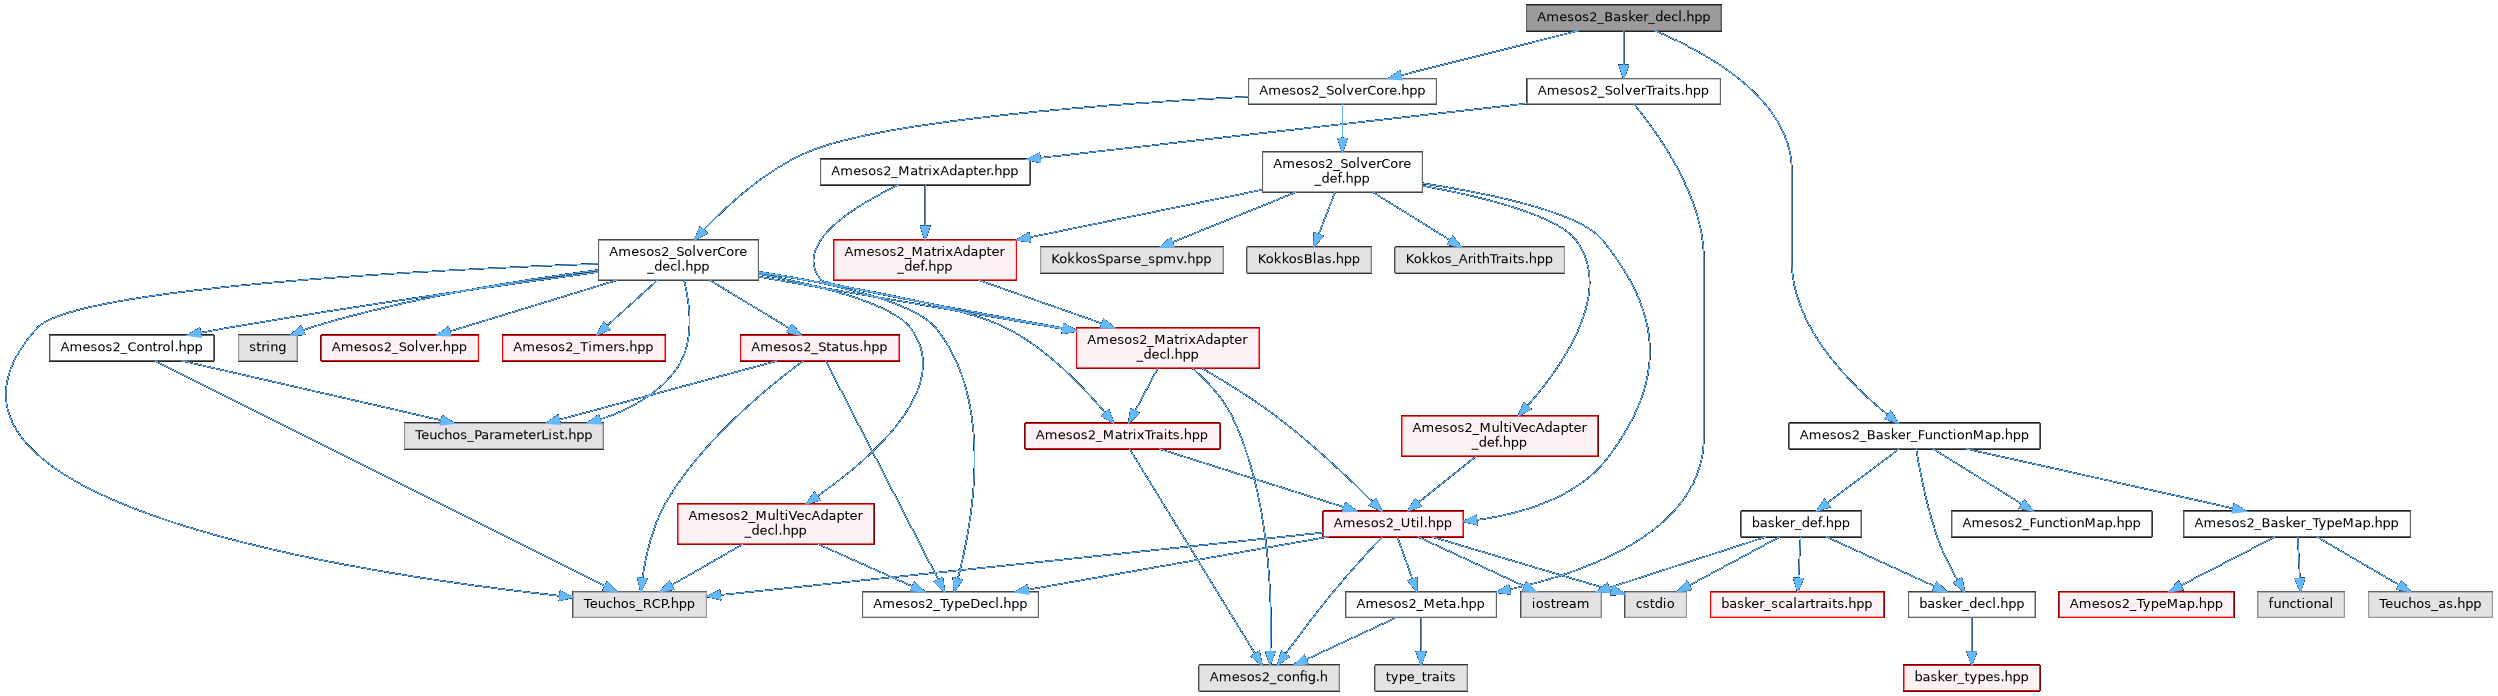 Amesos2_Basker_decl.hpp
Amesos2_SolverCore.hpp
Amesos2_SolverTraits.hpp
Amesos2_MatrixAdapter.hpp
Amesos2_SolverCore
_def.hpp
Amesos2_SolverCore
_decl.hpp
Amesos2_MatrixAdapter
_def.hpp
KokkosSparse_spmv.hpp
KokkosBlas.hpp
Kokkos_ArithTraits.hpp
Amesos2_Control.hpp
string
Amesos2_Solver.hpp
Amesos2_Timers.hpp
Amesos2_Status.hpp
Amesos2_MatrixAdapter
_decl.hpp
Teuchos_ParameterList.hpp
Amesos2_MatrixTraits.hpp
Amesos2_MultiVecAdapter
_def.hpp
Amesos2_Basker_FunctionMap.hpp
Amesos2_MultiVecAdapter
_decl.hpp
Amesos2_Util.hpp
basker_def.hpp
Amesos2_FunctionMap.hpp
Amesos2_Basker_TypeMap.hpp
Teuchos_RCP.hpp
Amesos2_TypeDecl.hpp
Amesos2_Meta.hpp
iostream
cstdio
basker_scalartraits.hpp
basker_decl.hpp
Amesos2_TypeMap.hpp
functional
Teuchos_as.hpp
Amesos2_config.h
type_traits
basker_types.hpp